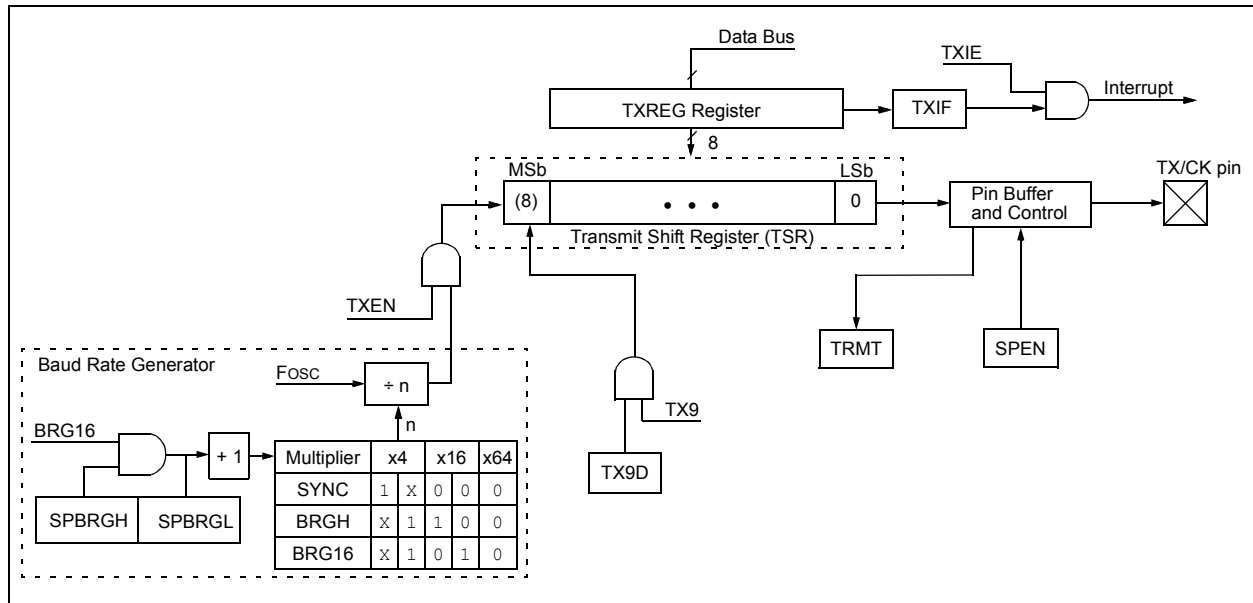 Data Bus
TXIE
Interrupt
TXREG Register
TXIF
8
MSb
LSb
TX/CK pin
(8)
• • •
0
Pin Buffer
and Control
Transmit Shift Register (TSR)
TXEN
TRMT
SPEN
Baud Rate Generator
FOSC
÷ n
TX9
n
BRG16
+ 1
Multiplier x4 x16 x64
TX9D
SYNC 1 X 0 0 0
SPBRGH SPBRGL
BRGH X 1 1 0 0
BRG16 X 1 0 1 0